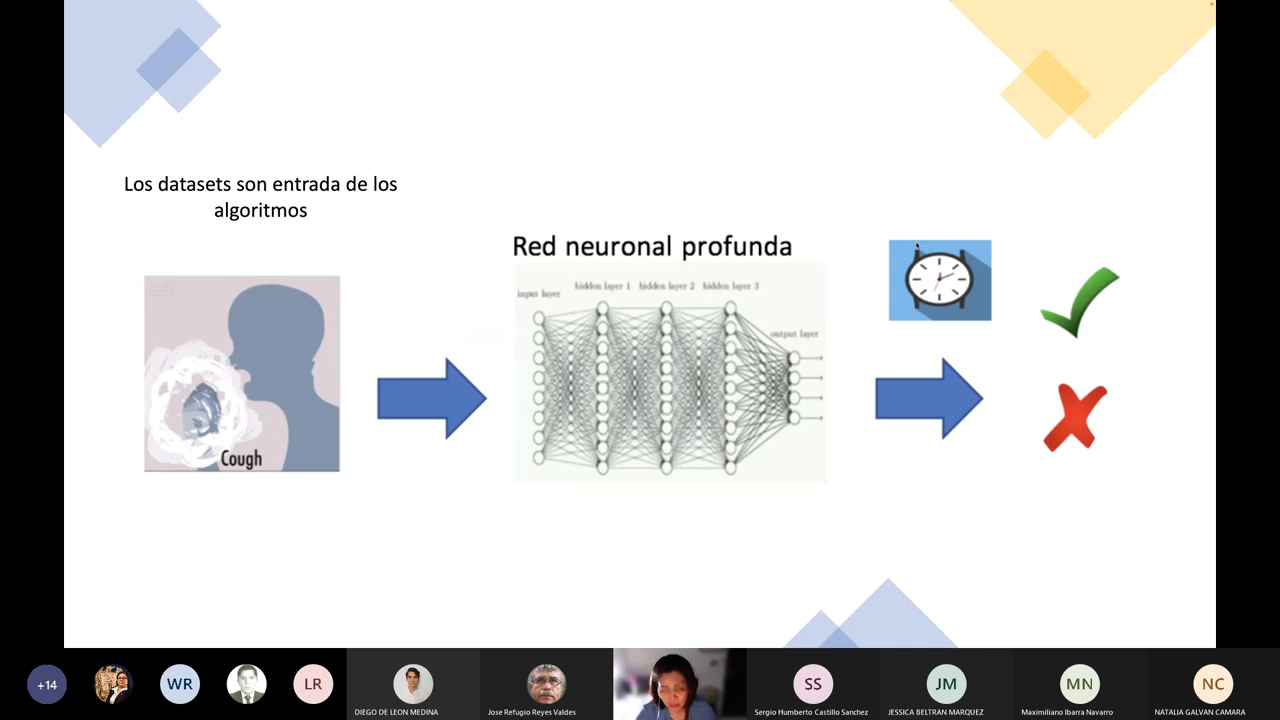 Los datasets son entrada de los
algoritmos
Red neuronal profunda
input layer
hidden layer 1
hidden layer 2
hidden layer 3
output layer
Cough
+14
WR
LR
DIEGO DE LEON MEDINA
Jose Refugio Reyes Valdes
SS
Sergio Humberto Castillo Sanchez
JM
JESSICA BELTRAN MARQUEZ
MN
Maximiliano Ibarra Navarro
NC
NATALIA GALVAN CAMARA